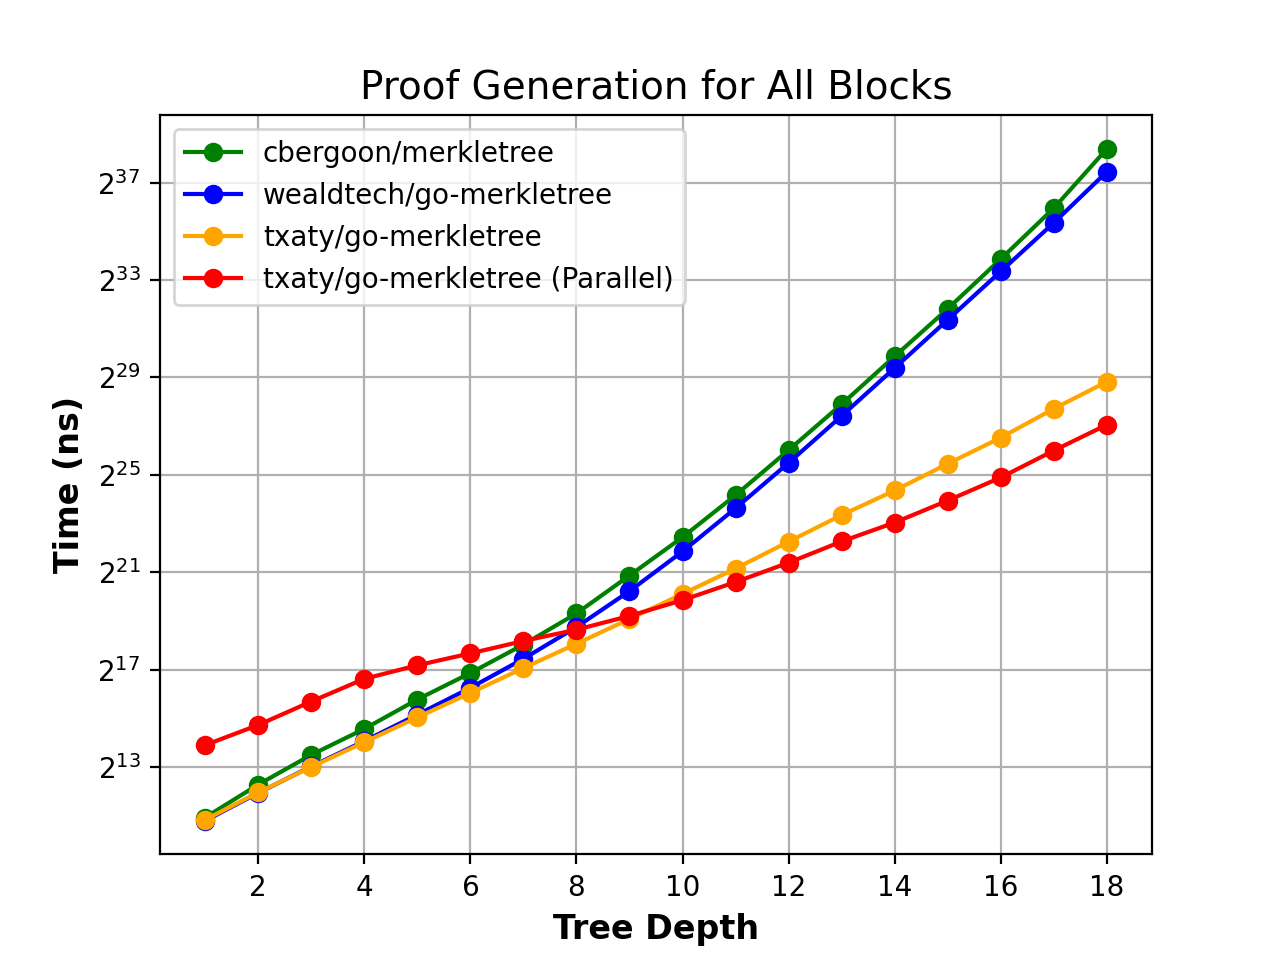 Proof Generation for All Blocks
cbergoon/merkletree
wealdtech/go-merkletree
txaty/go-merkletree
txaty/go-merkletree (Parallel)
Time (ns)
2^37
2^33
2^29
2^25
2^21
2^17
2^13
2 4 6 8 10 12 14 16 18
Tree Depth